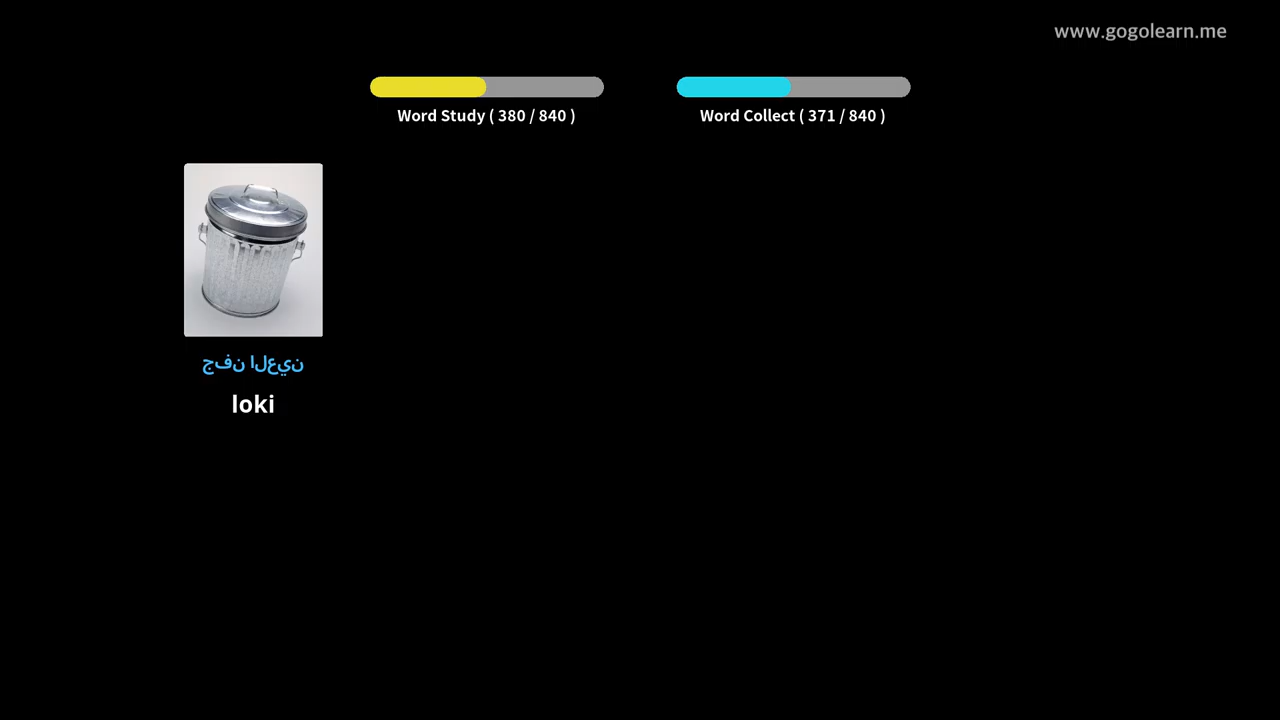 www.gogolearn.me
Word Study ( 380 / 840 )
Word Collect ( 371 / 840 )
جفن العين
loki